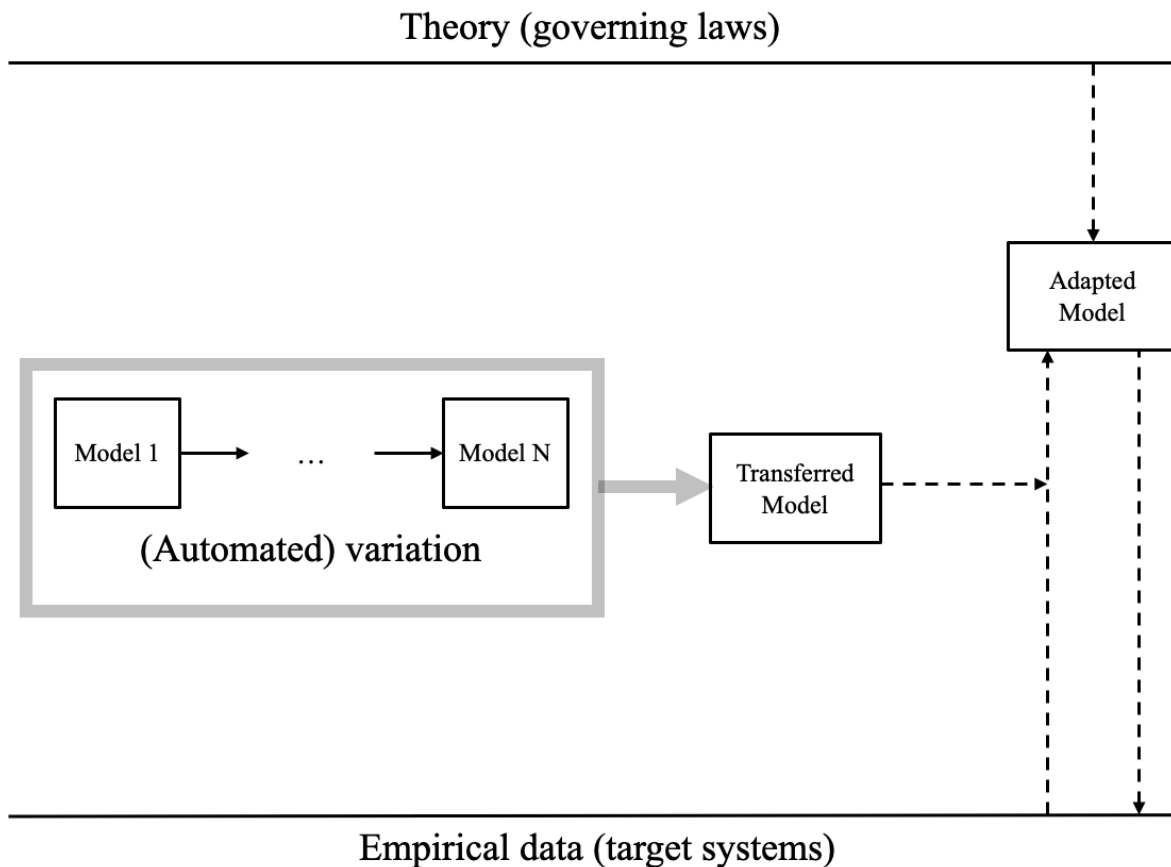 Theory (governing laws)
Adapted
Model
Model 1
...
Model N
(Automated) variation
Transferred
Model
Empirical data (target systems)